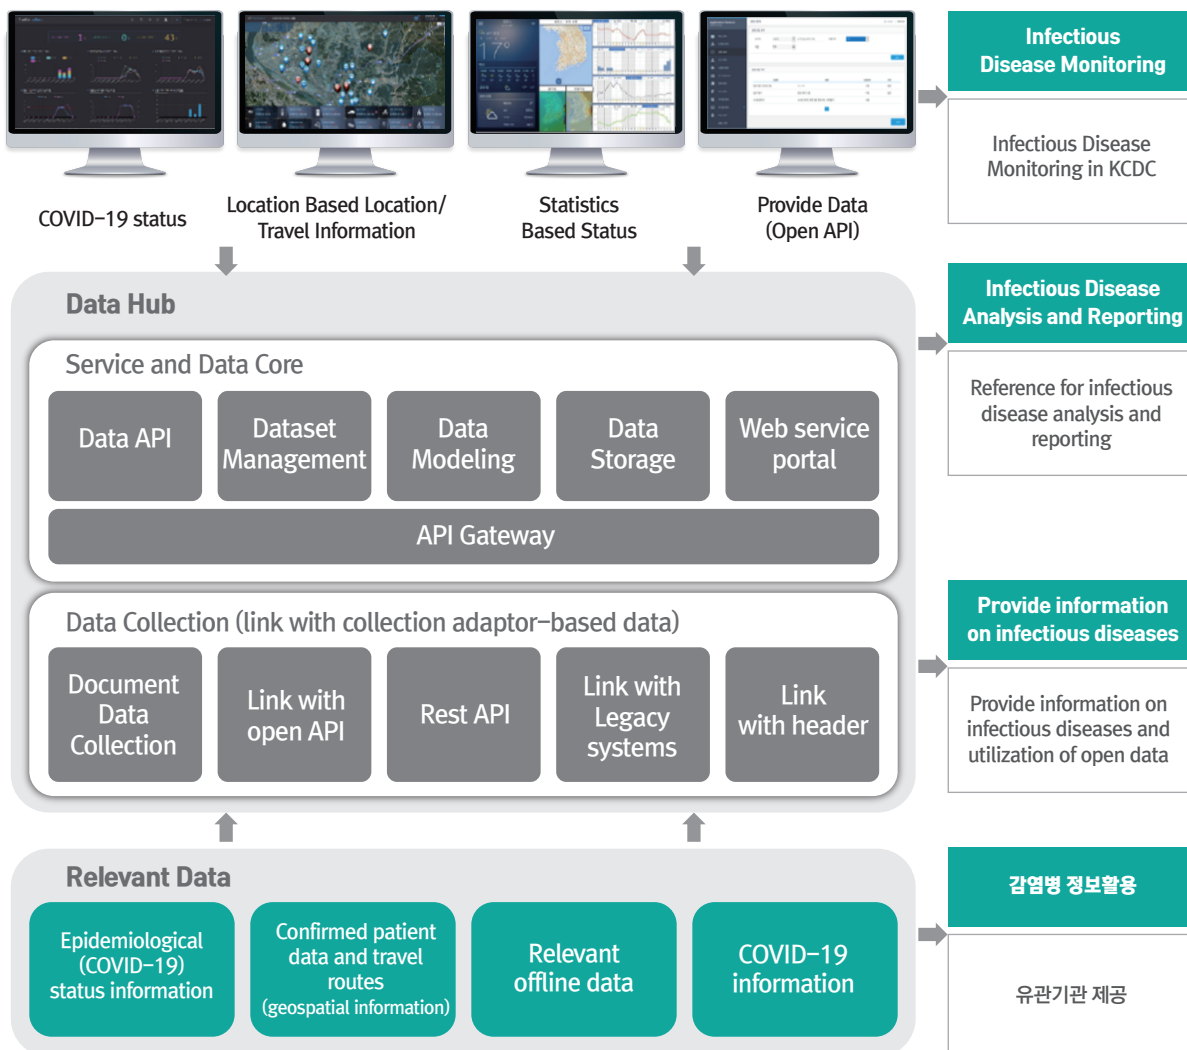 Infectious
Disease Monitoring
Infectious Disease
Monitoring in KCDC
COVID-19 status
Location Based Location/
Travel Information
Statistics
Based Status
Provide Data
(Open API)
17°
Data Hub
Service and Data Core
Data API
Dataset
Management
Data
Modeling
Data
Storage
Web service
portal
API Gateway
Infectious Disease
Analysis and Reporting
Reference for infectious
disease analysis and
reporting
Data Collection (link with collection adaptor-based data)
Document
Data
Collection
Link with
open API
Rest API
Link with
Legacy
systems
Link
with header
Provide information
on infectious diseases
Provide information on
infectious diseases and
utilization of open data
Relevant Data
Epidemiological
(COVID-19)
status information
Confirmed patient
data and travel
routes
(geospatial information)
Relevant
offline data
COVID-19
information
감염병 정보활용
유관기관 제공